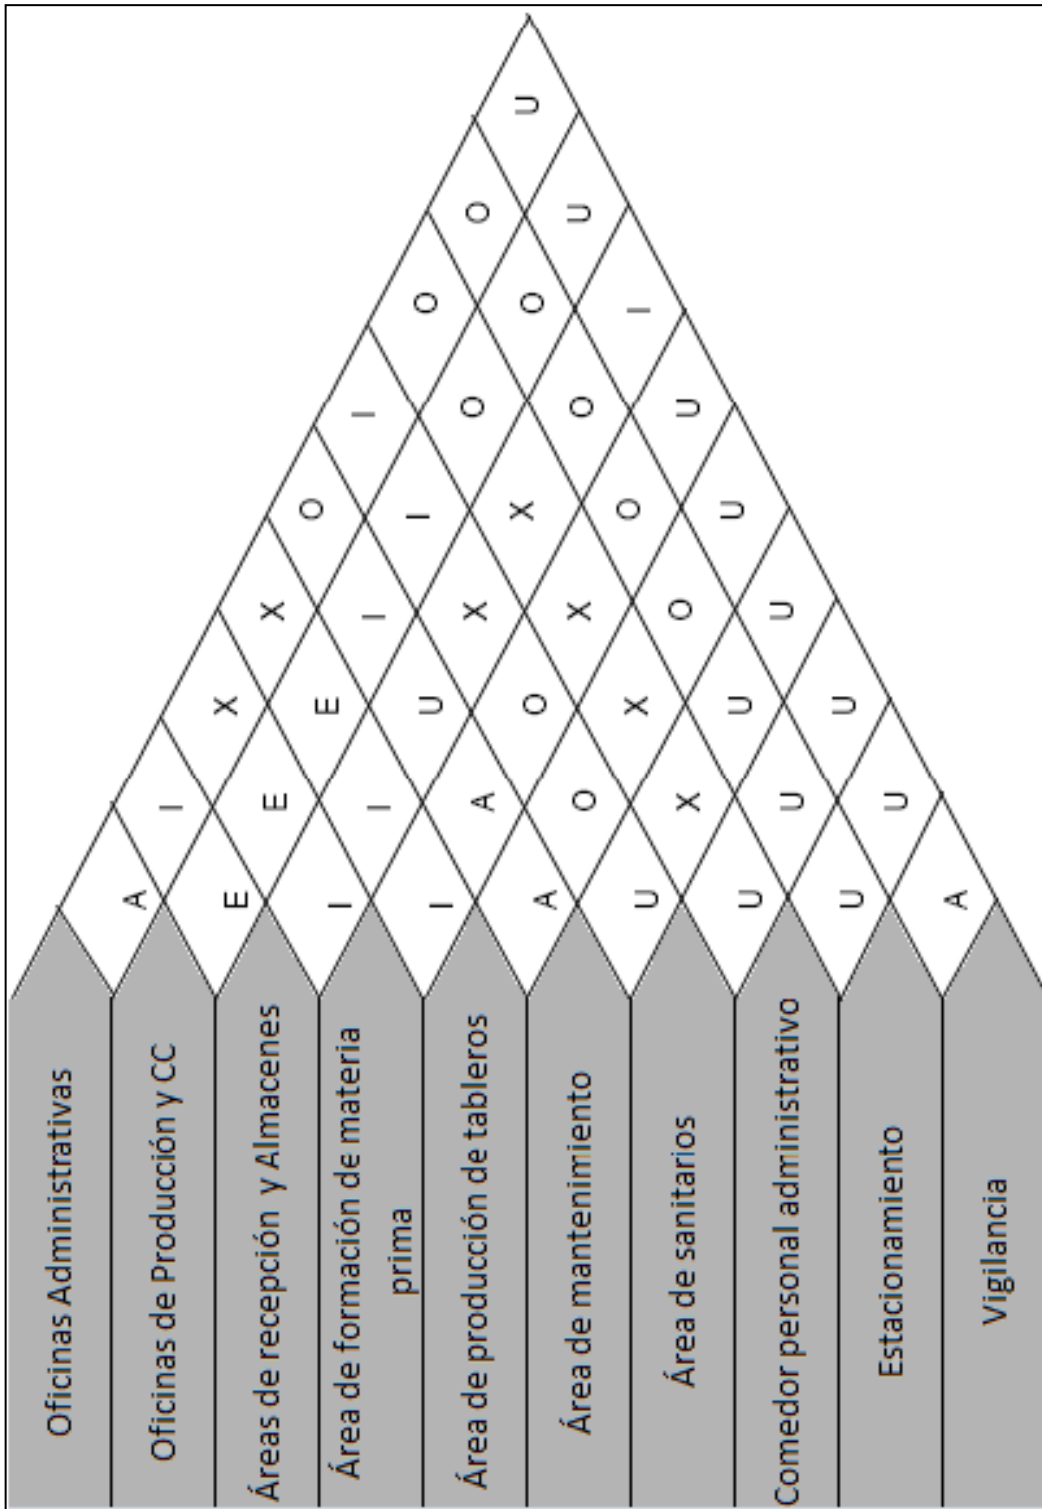 Oficinas Administrativas
Oficinas de Producción y CC
Áreas de recepción y Almacenes
Área de formación de materia
prima
Área de producción de tableros
Área de mantenimiento
Área de sanitarios
Comedor personal administrativo
Estacionamiento
Vigilancia
A E I I A U U U A
I E I A O X U U
X E U O X U U
X I X X O U
O I X O U
I O O U
O O I
O U
U